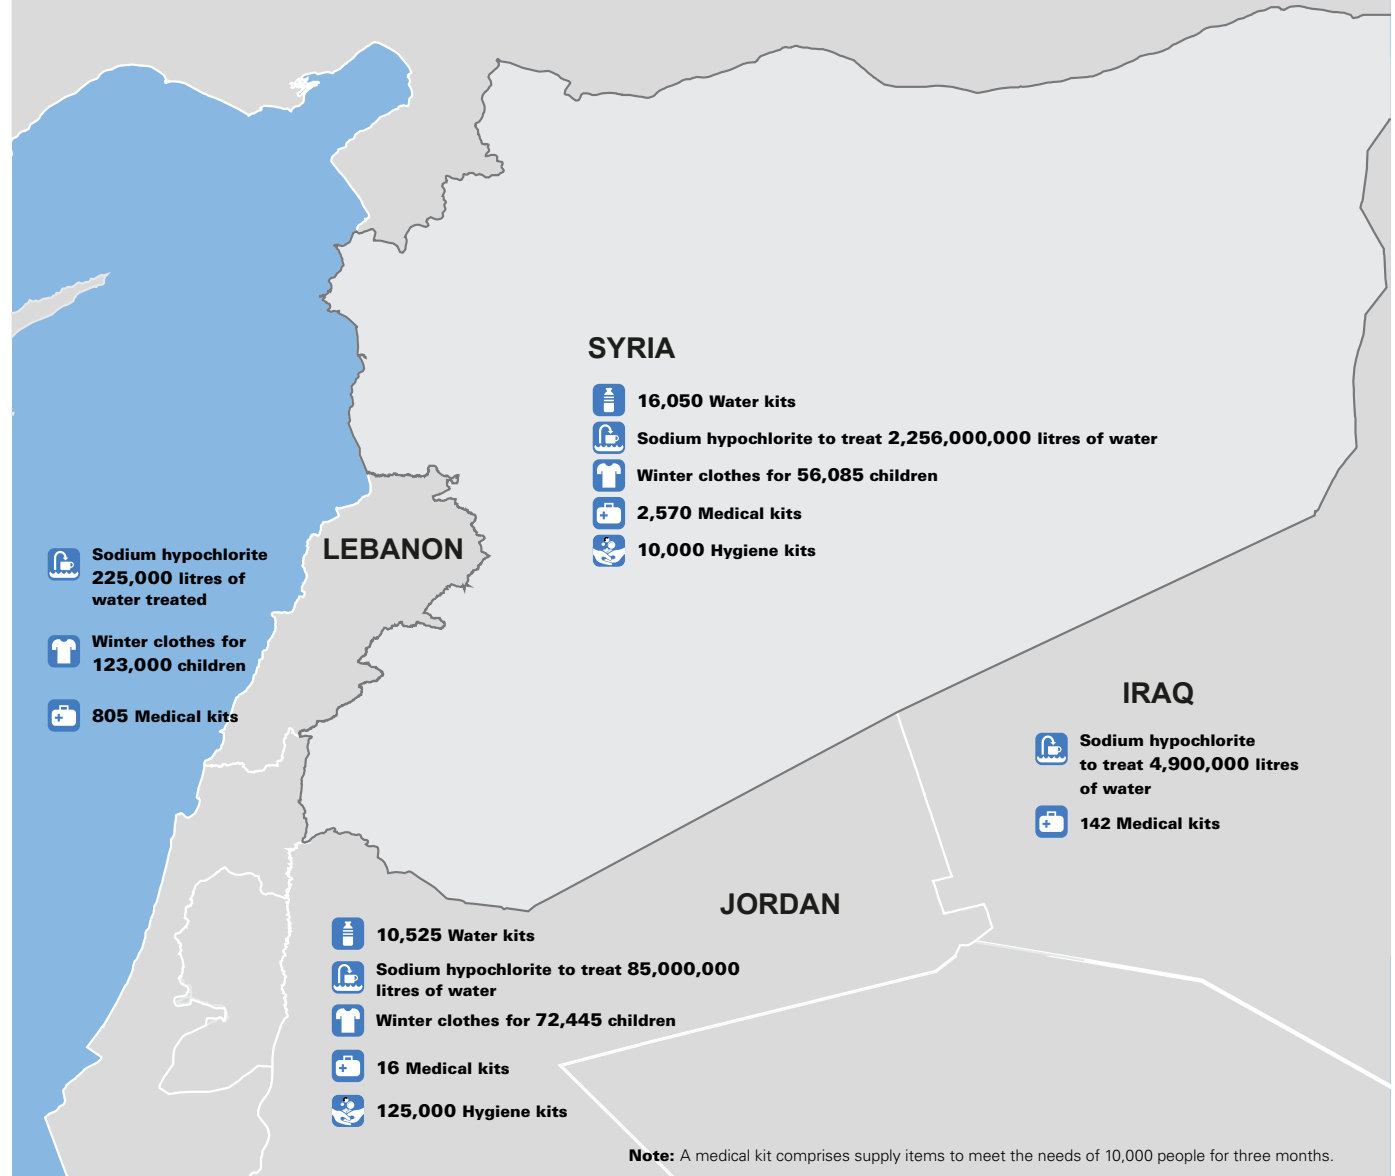 SYRIA
16,050 Water kits
Sodium hypochlorite to treat 2,256,000,000 litres of water
Winter clothes for 56,085 children
2,570 Medical kits
10,000 Hygiene kits
LEBANON
Sodium hypochlorite
225,000 litres of
water treated
Winter clothes for
123,000 children
805 Medical kits
IRAQ
Sodium hypochlorite
to treat 4,900,000 litres
of water
142 Medical kits
JORDAN
10,525 Water kits
Sodium hypochlorite to treat 85,000,000
litres of water
Winter clothes for 72,445 children
16 Medical kits
125,000 Hygiene kits
Note: A medical kit comprises supply items to meet the needs of 10,000 people for three months.